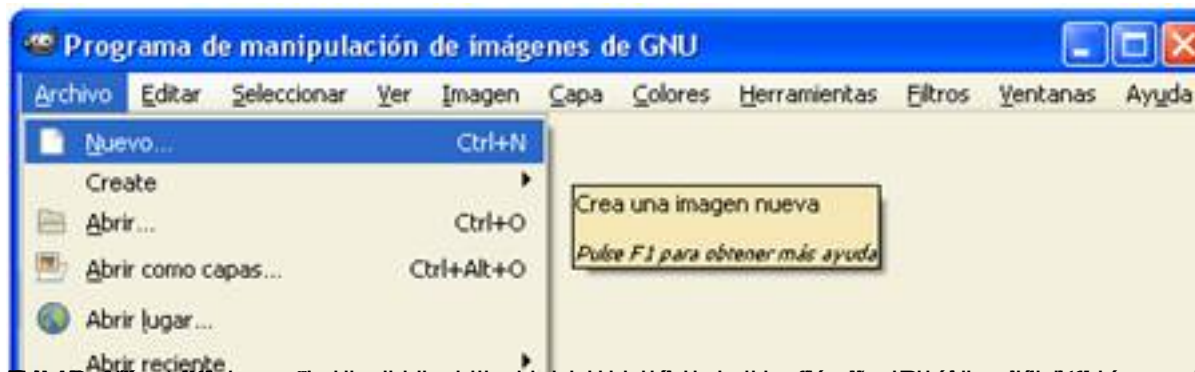 Programa de manipulación de imágenes de GNU
Archivo Editar Seleccionar Ver Imagen Capa Colores Herramientas Filtros Ventanas Ayuda
Nuevo... Ctrl+N
Create
Crea una imagen nueva
Abrir... Ctrl+O
Pulse F1 para obtener más ayuda
Abrir como capas... Ctrl+Alt+O
Abrir lugar...
Abrir reciente